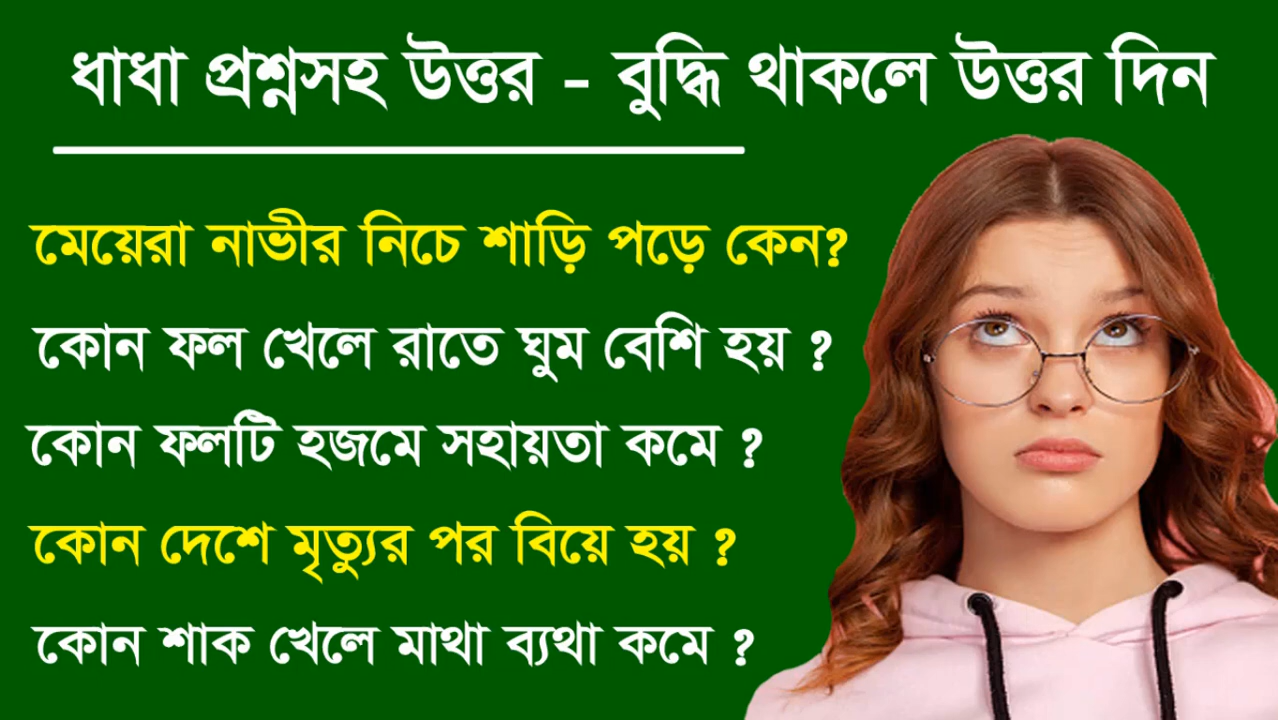 ধাধা প্রশ্নসহ উত্তর - বুদ্ধি থাকলে উত্তর দিন
মেয়েরা নাভীর নিচে শাড়ি পড়ে কেন?
কোন ফল খেলে রাতে ঘুম বেশি হয় ?
কোন ফলটি হজমে সহায়তা কমে ?
কোন দেশে মৃত্যুর পর বিয়ে হয় ?
কোন শাক খেলে মাথা ব্যথা কমে ?